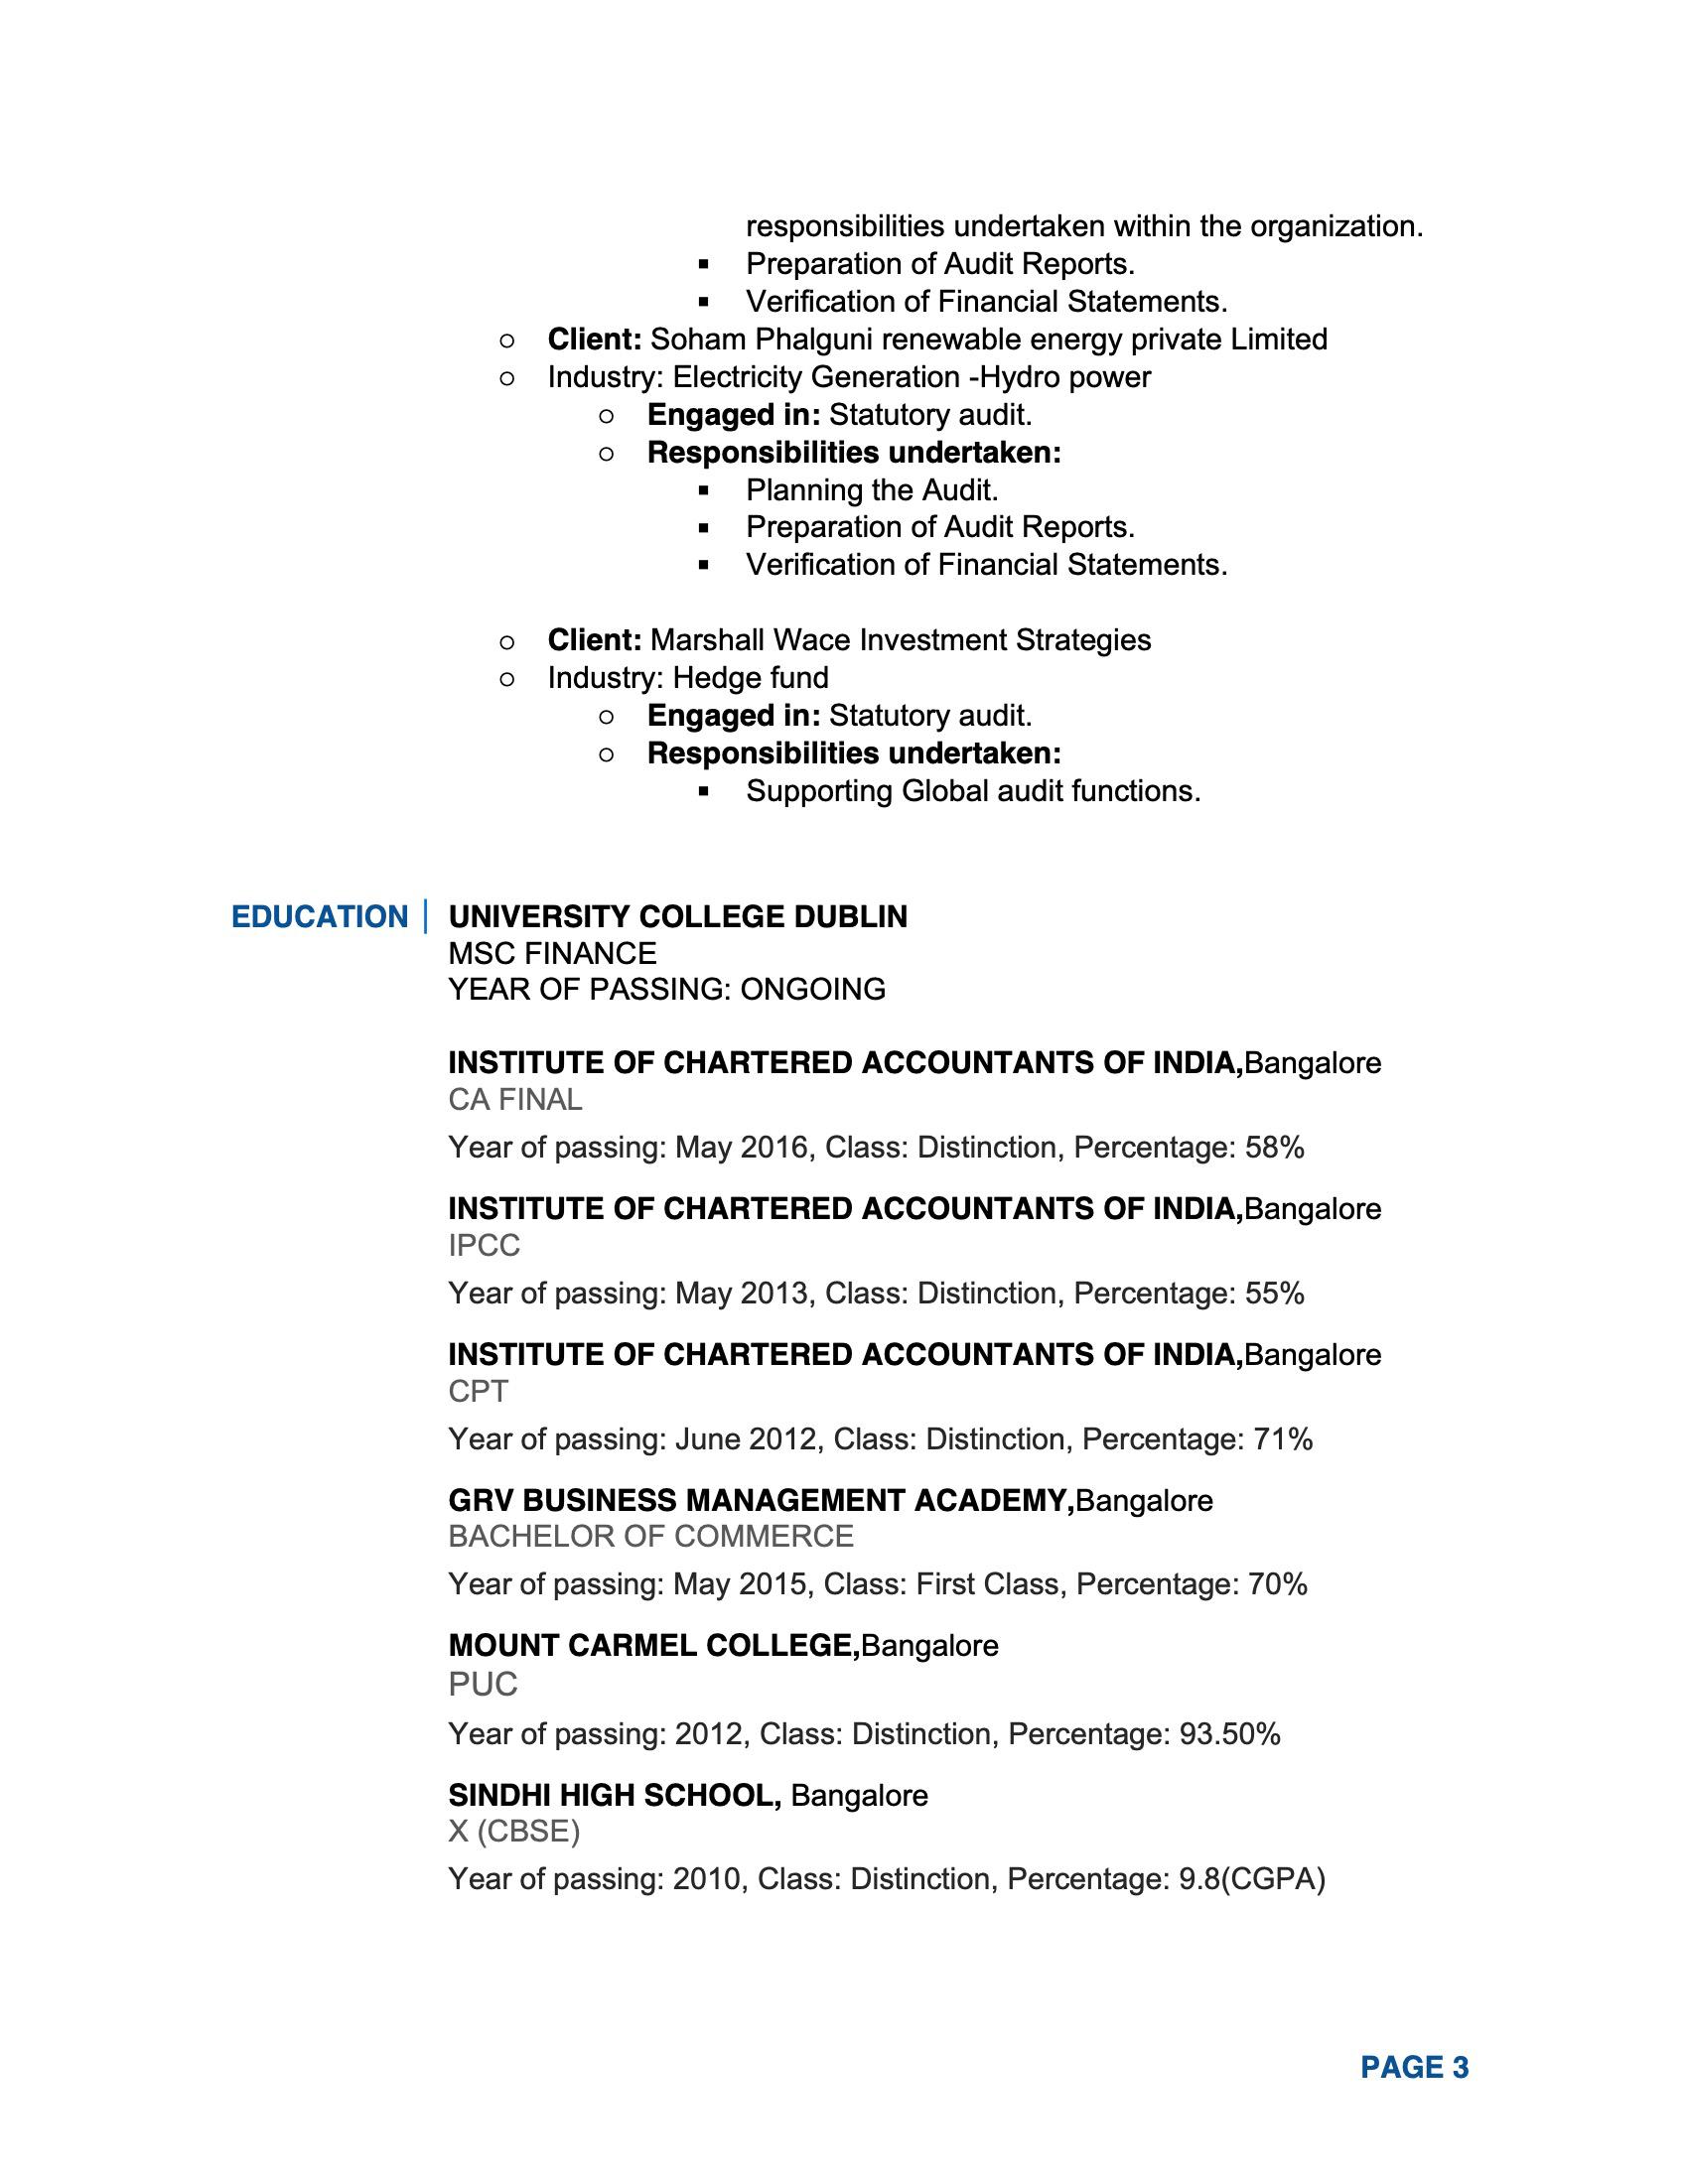 responsibilities undertaken within the organization.
▪ Preparation of Audit Reports.
▪ Verification of Financial Statements.
○ Client: Soham Phalguni renewable energy private Limited
○ Industry: Electricity Generation -Hydro power
○ Engaged in: Statutory audit.
○ Responsibilities undertaken:
▪ Planning the Audit.
▪ Preparation of Audit Reports.
▪ Verification of Financial Statements.
○ Client: Marshall Wace Investment Strategies
○ Industry: Hedge fund
○ Engaged in: Statutory audit.
○ Responsibilities undertaken:
▪ Supporting Global audit functions.
EDUCATION | UNIVERSITY COLLEGE DUBLIN
MSC FINANCE
YEAR OF PASSING: ONGOING
INSTITUTE OF CHARTERED ACCOUNTANTS OF INDIA,Bangalore
CA FINAL
Year of passing: May 2016, Class: Distinction, Percentage: 58%
INSTITUTE OF CHARTERED ACCOUNTANTS OF INDIA,Bangalore
IPCC
Year of passing: May 2013, Class: Distinction, Percentage: 55%
INSTITUTE OF CHARTERED ACCOUNTANTS OF INDIA,Bangalore
CPT
Year of passing: June 2012, Class: Distinction, Percentage: 71%
GRV BUSINESS MANAGEMENT ACADEMY,Bangalore
BACHELOR OF COMMERCE
Year of passing: May 2015, Class: First Class, Percentage: 70%
MOUNT CARMEL COLLEGE,Bangalore
PUC
Year of passing: 2012, Class: Distinction, Percentage: 93.50%
SINDHI HIGH SCHOOL, Bangalore
X (CBSE)
Year of passing: 2010, Class: Distinction, Percentage: 9.8(CGPA)
PAGE 3